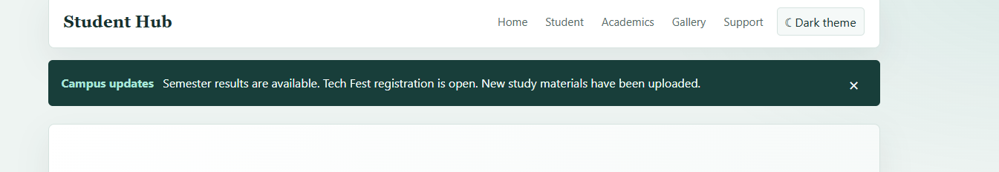 Student Hub
Home Student Academics Gallery Support ☾ Dark theme
Campus updates Semester results are available. Tech Fest registration is open. New study materials have been uploaded. ×